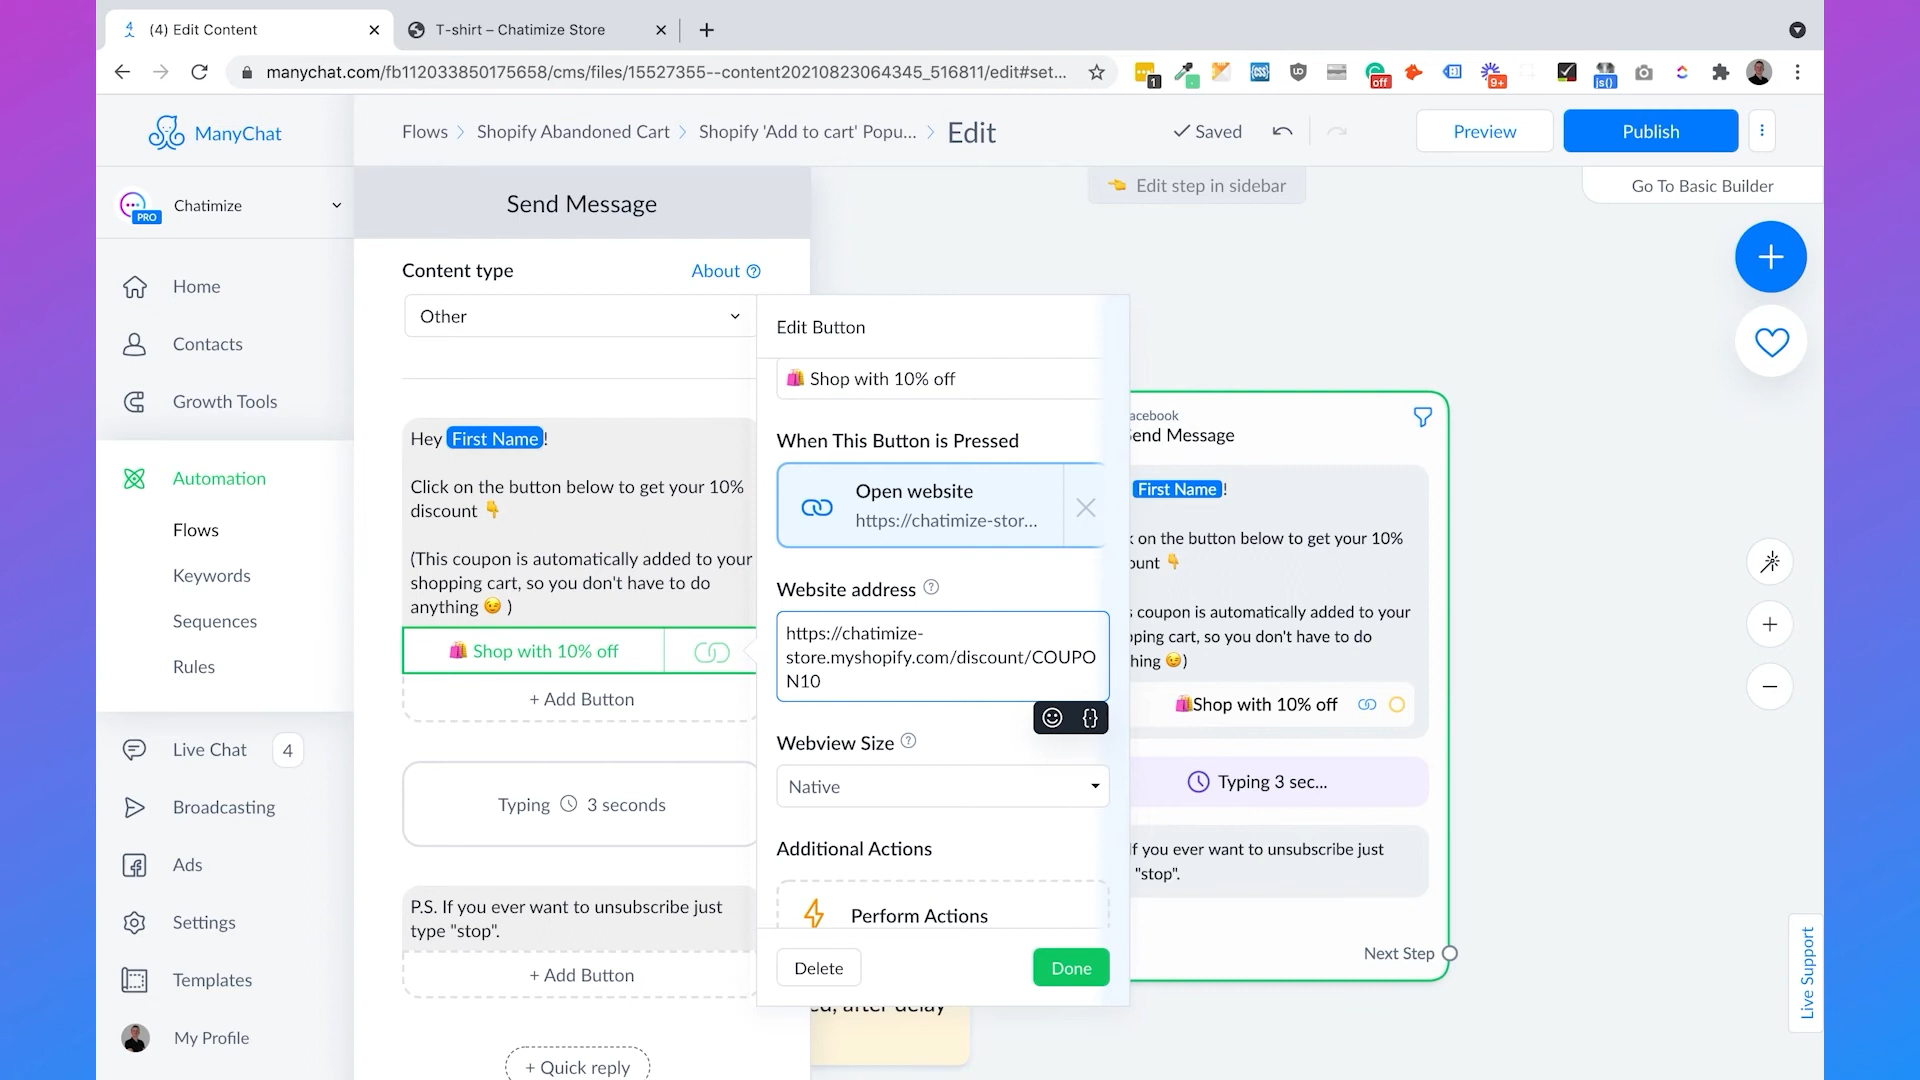 (4) Edit Content
T-shirt – Chatimize Store
manychat.com/fb112033850175658/cms/files/15527355--content20210823064345_516811/edit#set...
1
off
9+
js()
ManyChat
Flows
Shopify Abandoned Cart
Shopify 'Add to cart' Popu...
Edit
Saved
Preview
Publish
PRO
Chatimize
Home
Contacts
Growth Tools
Automation
Flows
Keywords
Sequences
Rules
Live Chat
4
Broadcasting
Ads
Settings
Templates
My Profile
Send Message
Content type
About
Other
Hey First Name!
Click on the button below to get your 10%
discount 👇
(This coupon is automatically added to your
shopping cart, so you don't have to do
anything 😉 )
🛍️ Shop with 10% off
+ Add Button
Typing 3 seconds
P.S. If you ever want to unsubscribe just
type "stop".
+ Add Button
+ Quick reply
Edit Button
🛍️ Shop with 10% off
When This Button is Pressed
Open website
https://chatimize-stor...
Website address
https://chatimize-
store.myshopify.com/discount/COUPO
N10
Webview Size
Native
Additional Actions
Perform Actions
Delete
Done
👈 Edit step in sidebar
Go To Basic Builder
acebook
end Message
First Name!
on the button below to get your 10%
ount 👇
coupon is automatically added to your
pping cart, so you don't have to do
hing 😉)
🛍️Shop with 10% off
Typing 3 sec...
If you ever want to unsubscribe just
"stop".
Next Step
ed, after delay
Live Support